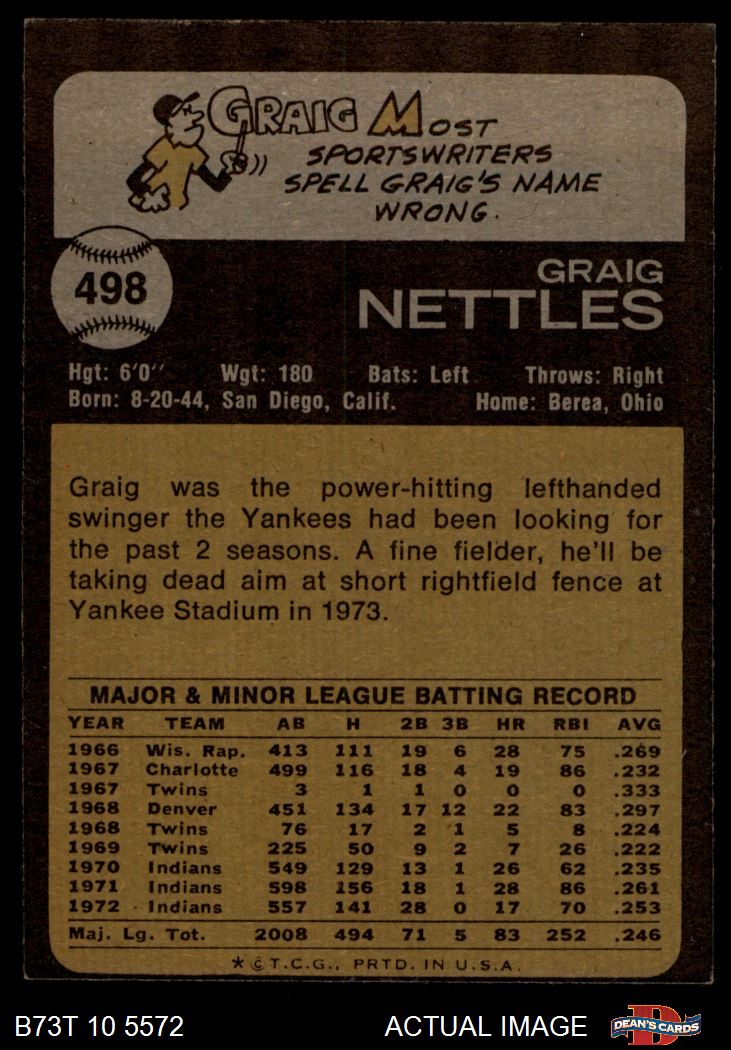 GRAIG MOST
SPORTSWRITERS
SPELL GRAIG'S NAME
WRONG.
498
GRAIG
NETTLES
Hgt: 6'0" Wgt: 180 Bats: Left Throws: Right
Born: 8-20-44, San Diego, Calif. Home: Berea, Ohio
Graig was the power-hitting lefthanded
swinger the Yankees had been looking for
the past 2 seasons. A fine fielder, he'll be
taking dead aim at short rightfield fence at
Yankee Stadium in 1973.
MAJOR & MINOR LEAGUE BATTING RECORD
YEAR TEAM AB H 2B 3B HR RBI AVG
1966 Wis. Rap. 413 111 19 6 28 75 .269
1967 Charlotte 499 116 18 4 19 86 .232
1967 Twins 3 1 1 0 0 0 .333
1968 Denver 451 134 17 12 22 83 .297
1968 Twins 76 17 2 1 5 8 .224
1969 Twins 225 50 9 2 7 26 .222
1970 Indians 549 129 13 1 26 62 .235
1971 Indians 598 156 18 1 28 86 .261
1972 Indians 557 141 28 0 17 70 .253
Maj. Lg. Tot. 2008 494 71 5 83 252 .246
*©T.C.G., PRTD. IN U.S.A.
B73T 10 5572 ACTUAL IMAGE D DEAN'S CARDS